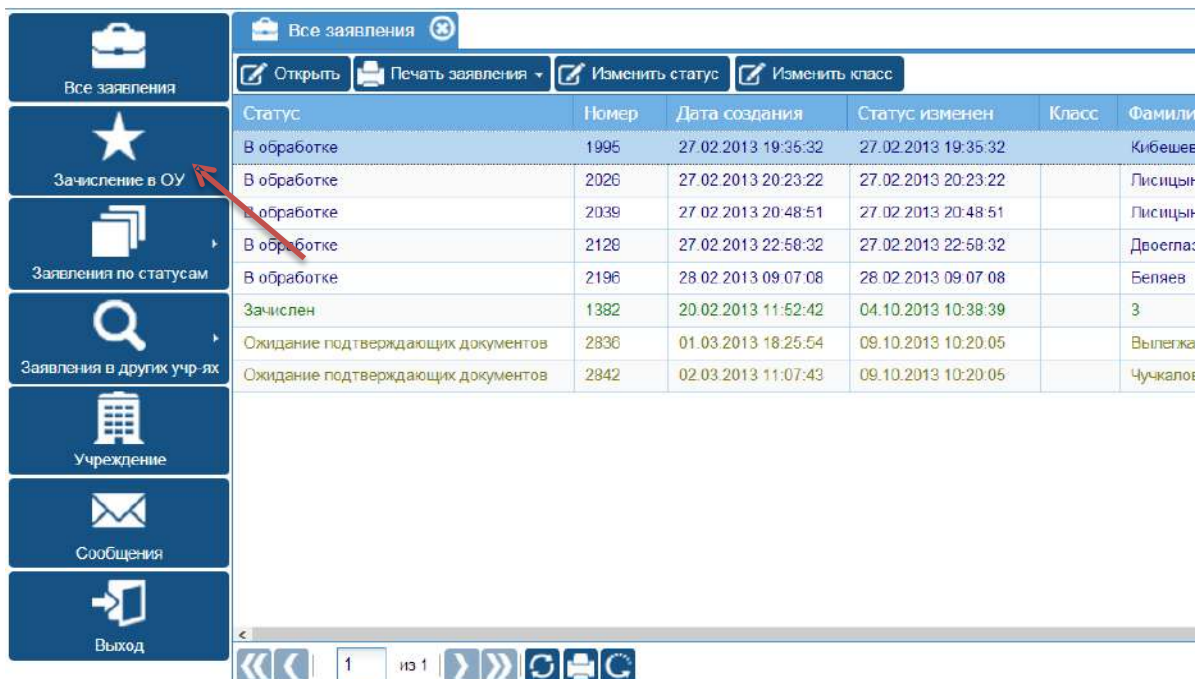 Все заявления
Зачисление в ОУ
Заявления по статусам
Заявления в других учр-ях
Учреждение
Сообщения
Выход
Все заявления
Открыть Печать заявления Изменить статус Изменить класс
Статус Номер Дата создания Статус изменен Класс Фамили
В обработке 1995 27.02.2013 19:35:32 27.02.2013 19:35:32 Кибешев
В обработке 2026 27.02.2013 20:23:22 27.02.2013 20:23:22 Лисицын
В обработке 2039 27.02.2013 20:48:51 27.02.2013 20:48:51 Лисицын
В обработке 2128 27.02.2013 22:58:32 27.02.2013 22:58:32 Двоеглаз
В обработке 2196 28.02.2013 09:07:08 28.02.2013 09:07:08 Беляев
Зачислен 1382 20.02.2013 11:52:42 04.10.2013 10:38:39 3
Ожидание подтверждающих документов 2836 01.03.2013 18:25:54 09.10.2013 10:20:05 Вылегжа
Ожидание подтверждающих документов 2842 02.03.2013 11:07:43 09.10.2013 10:20:05 Чучкалов
1 из 1